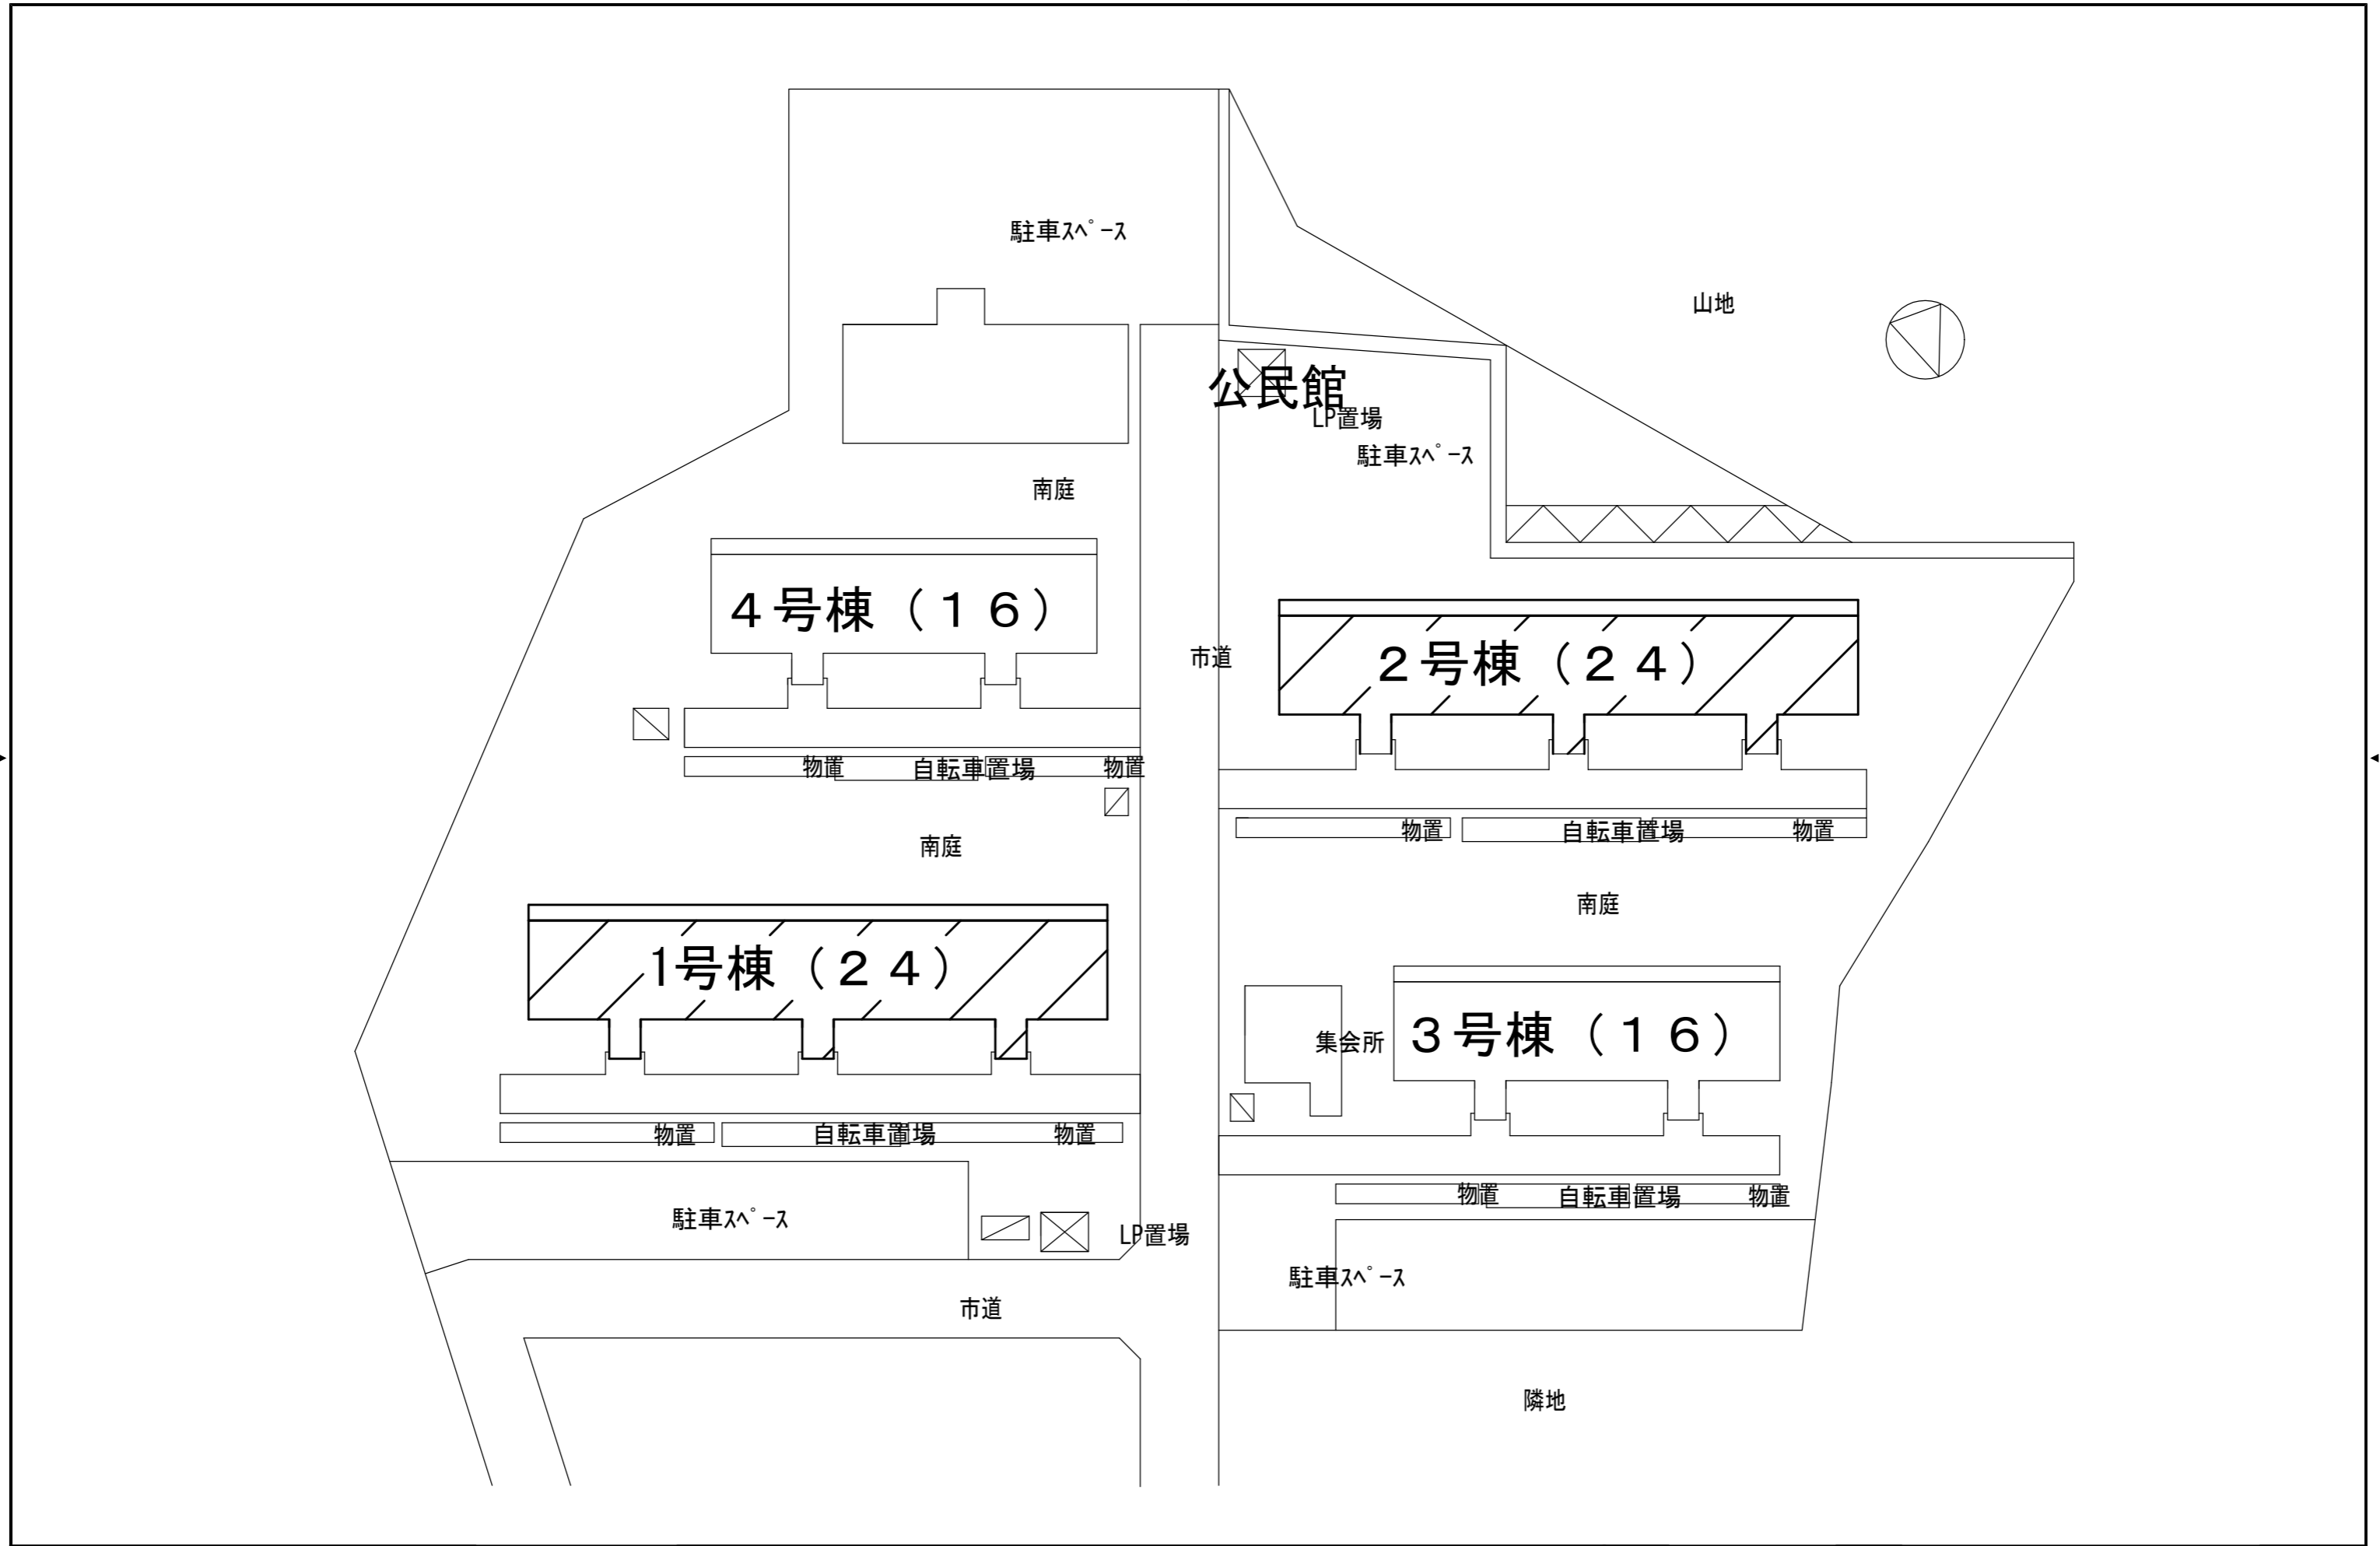 駐車ｽﾍﾟｰｽ
山地
公民館
LP置場
駐車ｽﾍﾟｰｽ
南庭
４号棟（１６）
市道
２号棟（２４）
物置
自転車置場
物置
物置
自転車置場
物置
南庭
南庭
1号棟（２４）
集会所
３号棟（１６）
物置
自転車置場
物置
物置
自転車置場
物置
駐車ｽﾍﾟｰｽ
LP置場
駐車ｽﾍﾟｰｽ
市道
隣地